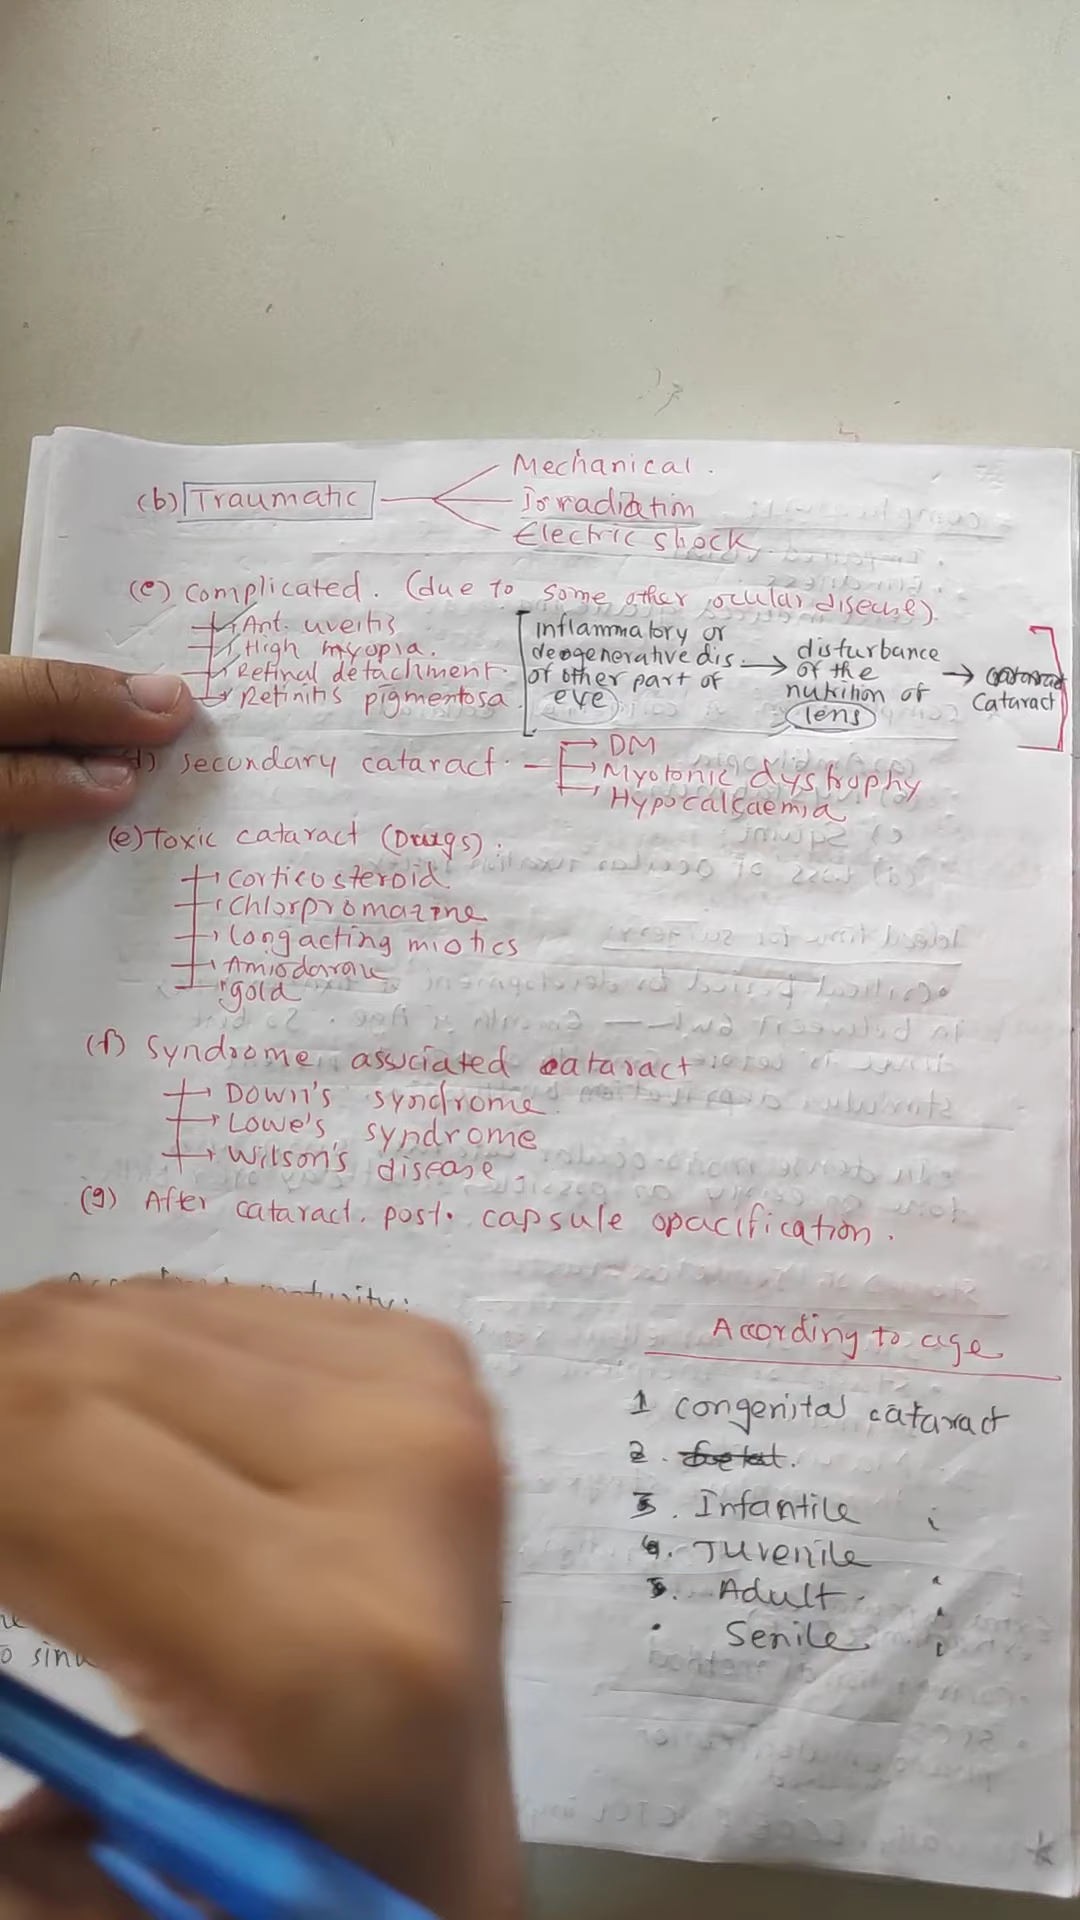 Mechanical.
(b) Traumatic
Irradiation
Electric shock.
(c) complicated. (due to some other ocular disease).
Ant. uveitis
High myopia.
Retinal detachment.
Retinitis pigmentosa
inflammatory or
deogenerative dis.
of other part of
eye
disturbance
of the
nutrition of
lens
cataract
d) secondary cataract.
DM
Myotonic dystrophy
Hypocalcaemia
(e) Toxic cataract (Drugs).
corticosteroid
chlorpromazine
Long acting miotics
Amiodarone
gold
(f) Syndrome associated cataract
Down's syndrome.
Lowe's syndrome
Wilson's disease.
(g) After cataract. post. capsule opacification.
maturity:
According to age
1 congenital cataract
2.
3. Infantile
4. Juvenile
5. Adult
Senile
o sinu